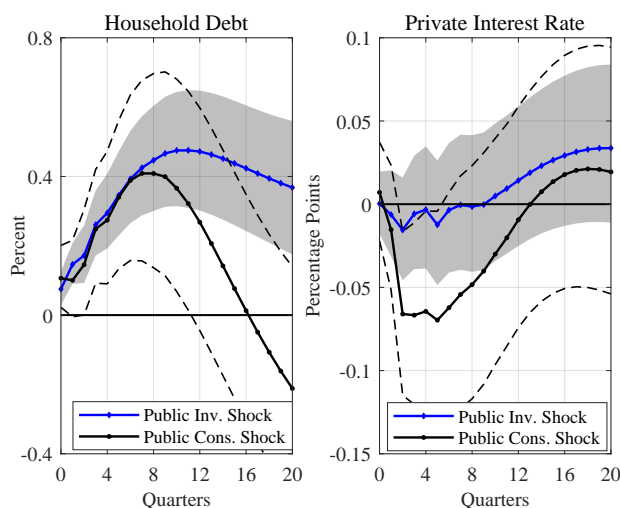 Household Debt
Percent
0.8
0.4
0
-0.4
Public Inv. Shock
Public Cons. Shock
0 4 8 12 16 20
Quarters
Private Interest Rate
Percentage Points
0.1
0.05
0
-0.05
-0.1
-0.15
Public Inv. Shock
Public Cons. Shock
0 4 8 12 16 20
Quarters